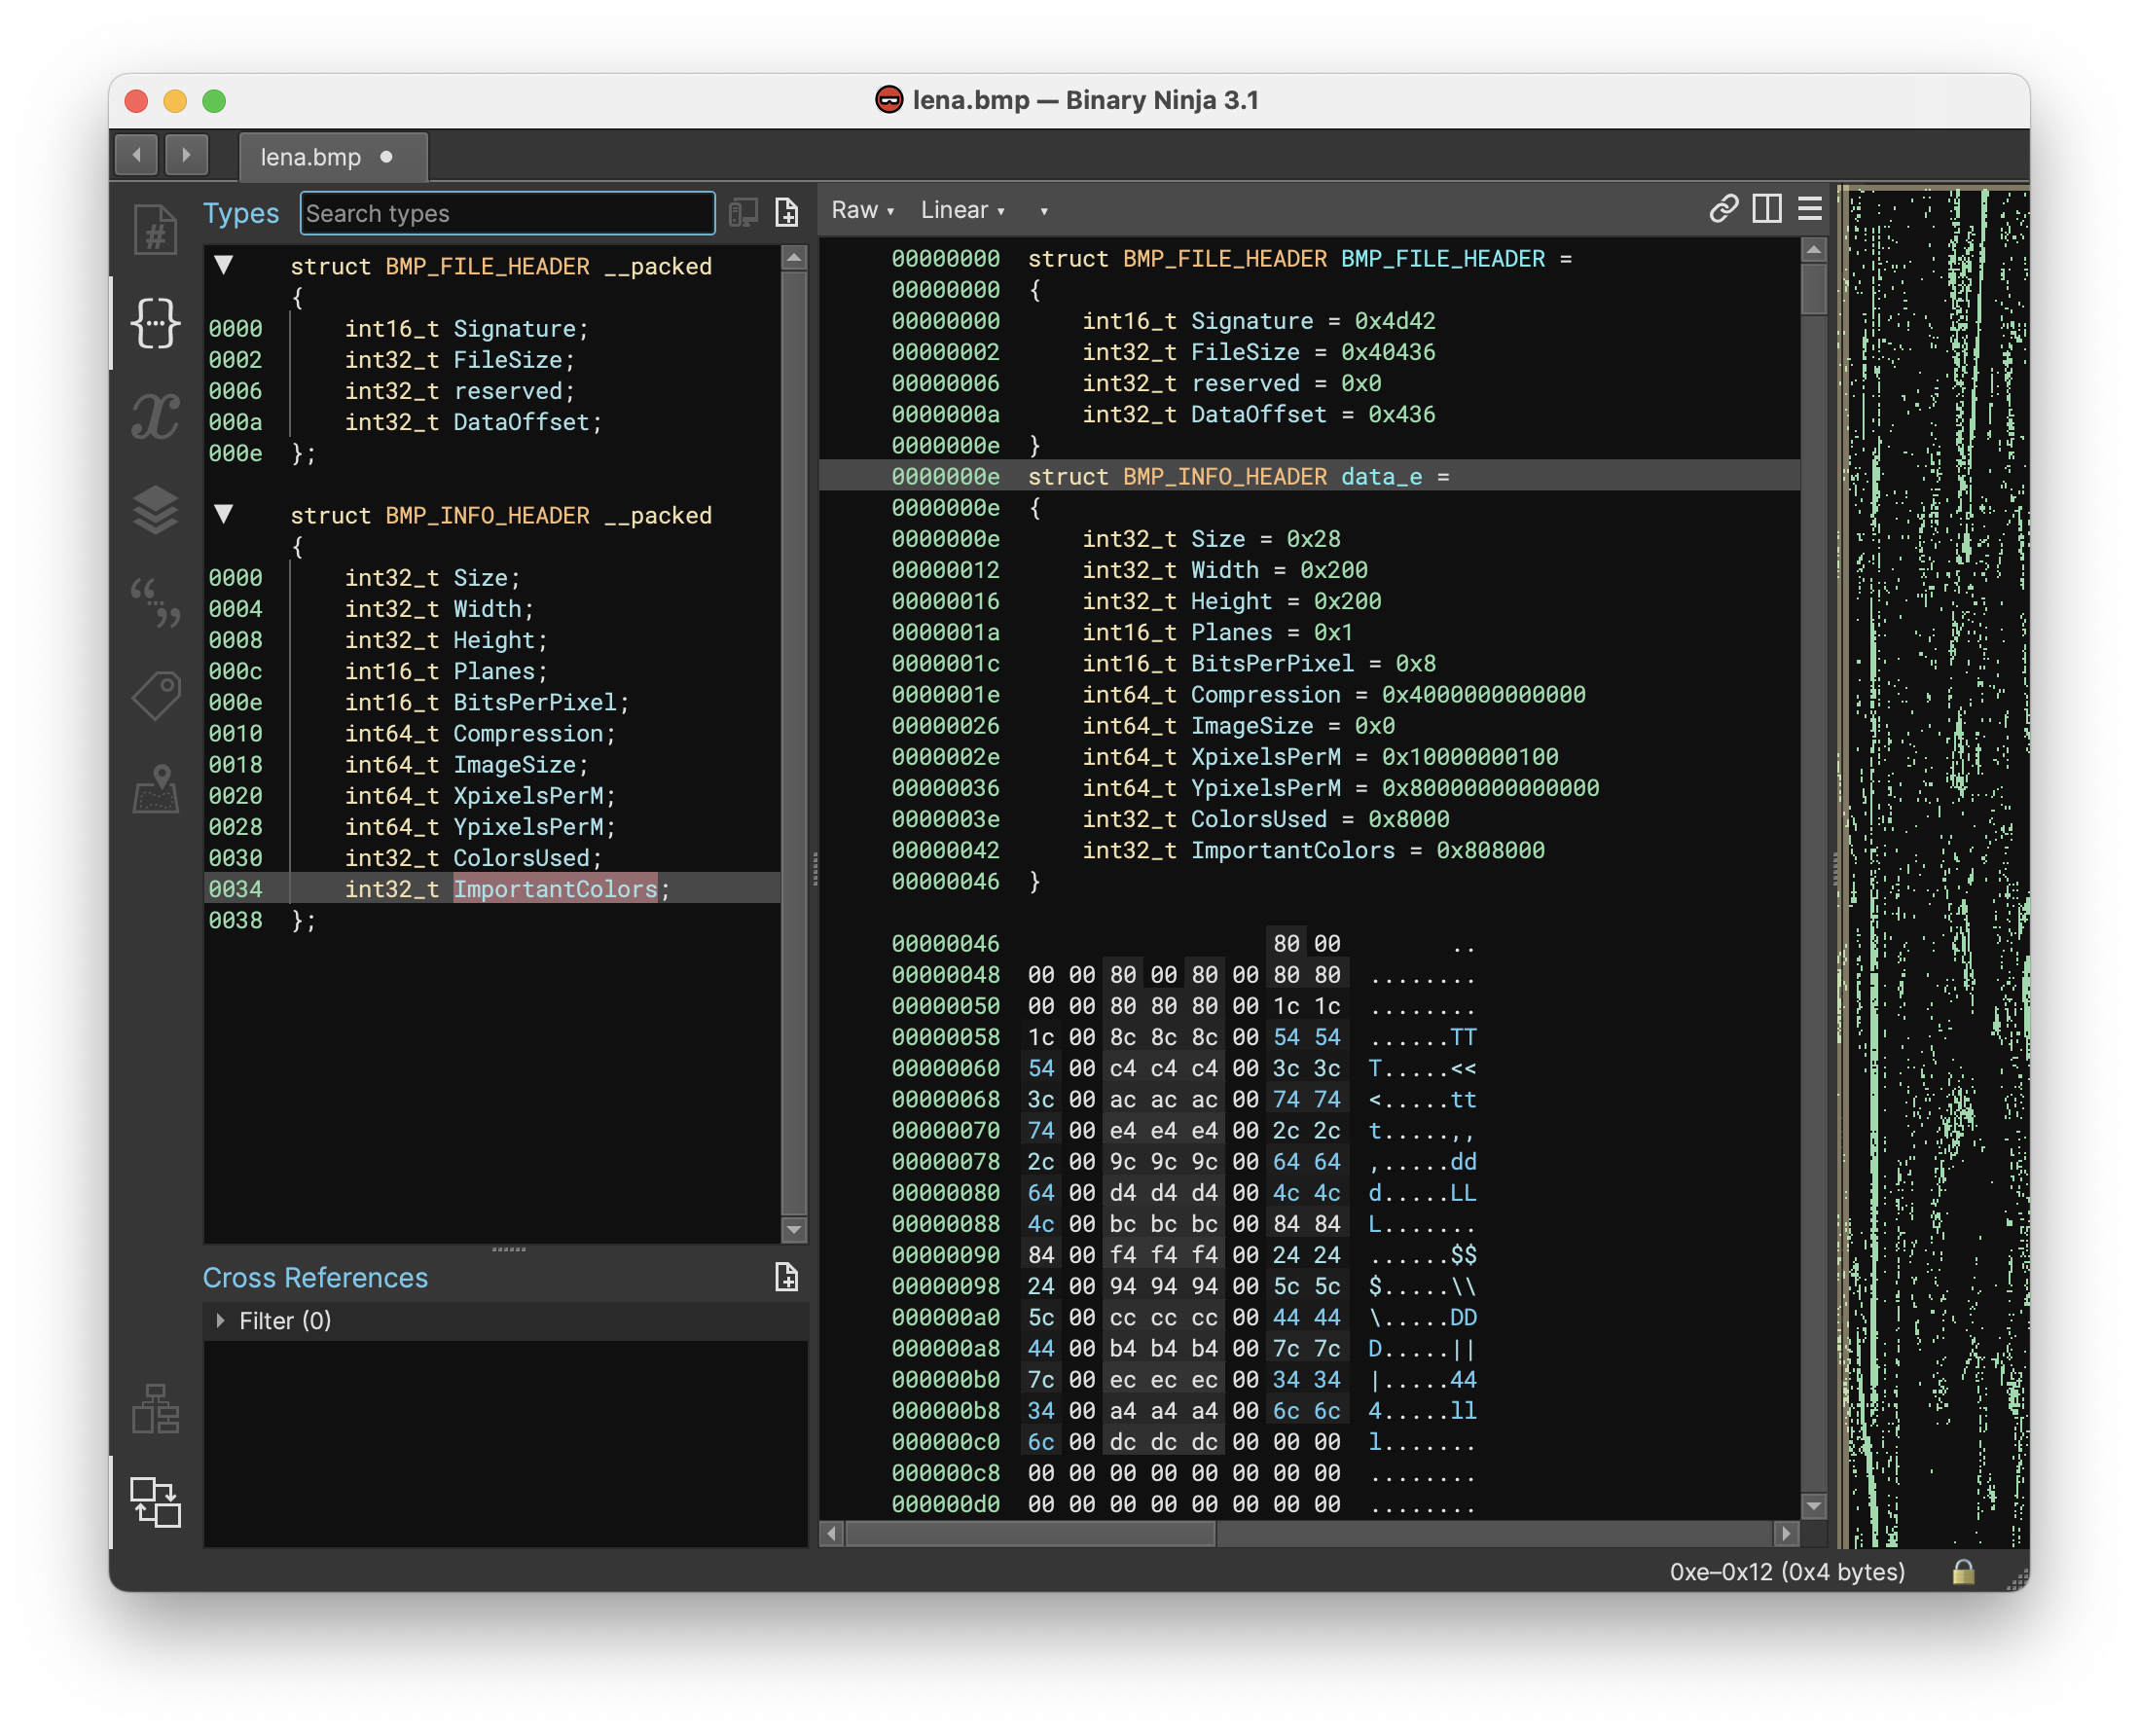 lena.bmp — Binary Ninja 3.1
lena.bmp
Types
Search types
struct BMP_FILE_HEADER __packed
{
0000 int16_t Signature;
0002 int32_t FileSize;
0006 int32_t reserved;
000a int32_t DataOffset;
000e };
struct BMP_INFO_HEADER __packed
{
0000 int32_t Size;
0004 int32_t Width;
0008 int32_t Height;
000c int16_t Planes;
000e int16_t BitsPerPixel;
0010 int64_t Compression;
0018 int64_t ImageSize;
0020 int64_t XpixelsPerM;
0028 int64_t YpixelsPerM;
0030 int32_t ColorsUsed;
0034 int32_t ImportantColors;
0038 };
Cross References
Filter (0)
Raw
Linear
00000000 struct BMP_FILE_HEADER BMP_FILE_HEADER =
00000000 {
00000000 int16_t Signature = 0x4d42
00000002 int32_t FileSize = 0x40436
00000006 int32_t reserved = 0x0
0000000a int32_t DataOffset = 0x436
0000000e }
0000000e struct BMP_INFO_HEADER data_e =
0000000e {
0000000e int32_t Size = 0x28
00000012 int32_t Width = 0x200
00000016 int32_t Height = 0x200
0000001a int16_t Planes = 0x1
0000001c int16_t BitsPerPixel = 0x8
0000001e int64_t Compression = 0x4000000000000
00000026 int64_t ImageSize = 0x0
0000002e int64_t XpixelsPerM = 0x10000000100
00000036 int64_t YpixelsPerM = 0x80000000000000
0000003e int32_t ColorsUsed = 0x8000
00000042 int32_t ImportantColors = 0x808000
00000046 }
00000046 80 00 ..
00000048 00 00 80 00 80 00 80 80 ........
00000050 00 00 80 80 80 00 1c 1c ........
00000058 1c 00 8c 8c 8c 00 54 54 ......TT
00000060 54 00 c4 c4 c4 00 3c 3c T.....<<
00000068 3c 00 ac ac ac 00 74 74 <.....tt
00000070 74 00 e4 e4 e4 00 2c 2c t.....,,
00000078 2c 00 9c 9c 9c 00 64 64 ,.....dd
00000080 64 00 d4 d4 d4 00 4c 4c d.....LL
00000088 4c 00 bc bc bc 00 84 84 L.......
00000090 84 00 f4 f4 f4 00 24 24 ......$$
00000098 24 00 94 94 94 00 5c 5c $.....\\
000000a0 5c 00 cc cc cc 00 44 44 \.....DD
000000a8 44 00 b4 b4 b4 00 7c 7c D.....||
000000b0 7c 00 ec ec ec 00 34 34 |.....44
000000b8 34 00 a4 a4 a4 00 6c 6c 4.....ll
000000c0 6c 00 dc dc dc 00 00 00 l.......
000000c8 00 00 00 00 00 00 00 00 ........
000000d0 00 00 00 00 00 00 00 00 ........
0xe–0x12 (0x4 bytes)